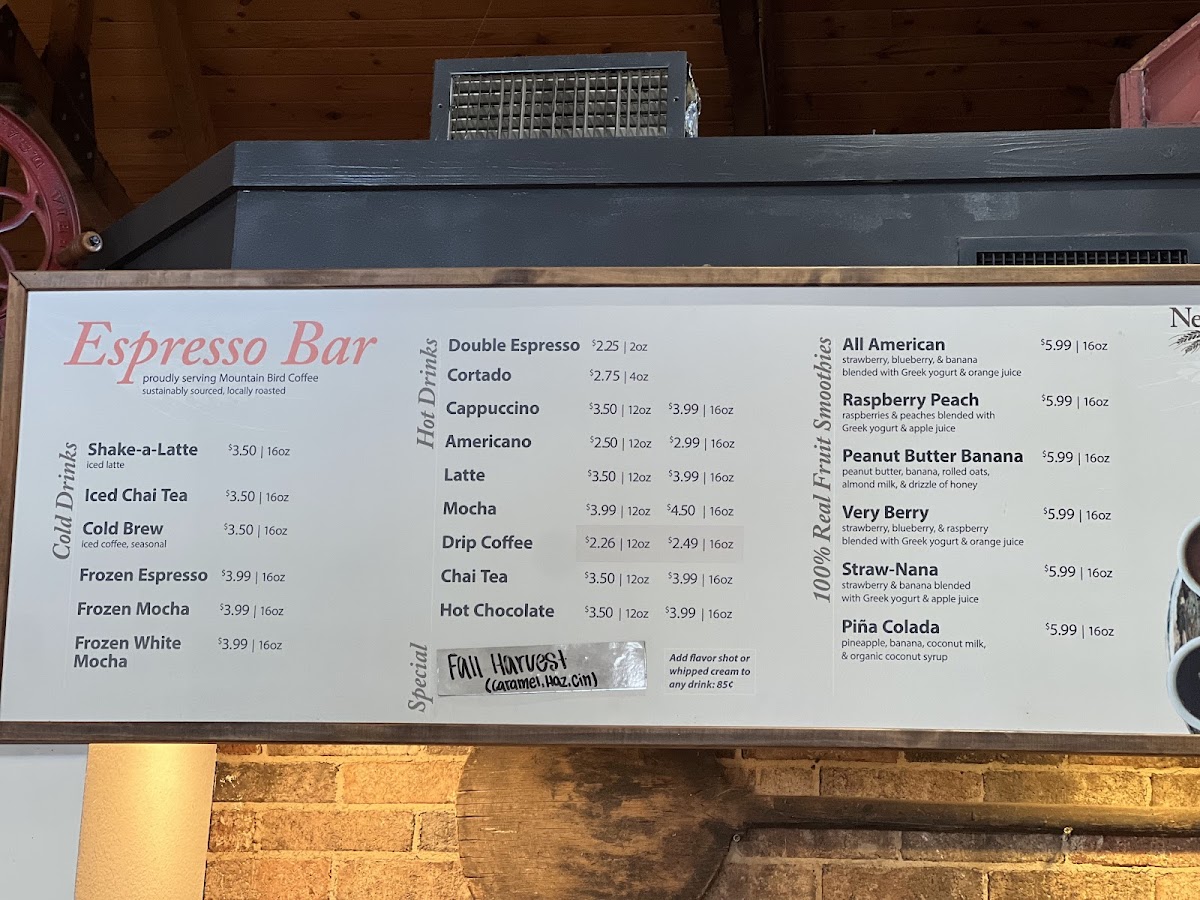 Espresso Bar
proudly serving Mountain Bird Coffee
sustainably sourced, locally roasted
Cold Drinks
Shake-a-Latte $3.50 | 16oz
iced latte
Iced Chai Tea $3.50 | 16oz
Cold Brew $3.50 | 16oz
iced coffee, seasonal
Frozen Espresso $3.99 | 16oz
Frozen Mocha $3.99 | 16oz
Frozen White $3.99 | 16oz
Mocha
Hot Drinks
Double Espresso $2.25 | 2oz
Cortado $2.75 | 4oz
Cappuccino $3.50 | 12oz $3.99 | 16oz
Americano $2.50 | 12oz $2.99 | 16oz
Latte $3.50 | 12oz $3.99 | 16oz
Mocha $3.99 | 12oz $4.50 | 16oz
Drip Coffee $2.26 | 12oz $2.49 | 16oz
Chai Tea $3.50 | 12oz $3.99 | 16oz
Hot Chocolate $3.50 | 12oz $3.99 | 16oz
Special
Fall Harvest
(caramel, Haz, Cin)
Add flavor shot or
whipped cream to
any drink: 85¢
100% Real Fruit Smoothies
All American $5.99 | 16oz
strawberry, blueberry, & banana
blended with Greek yogurt & orange juice
Raspberry Peach $5.99 | 16oz
raspberries & peaches blended with
Greek yogurt & apple juice
Peanut Butter Banana $5.99 | 16oz
peanut butter, banana, rolled oats,
almond milk, & drizzle of honey
Very Berry $5.99 | 16oz
strawberry, blueberry, & raspberry
blended with Greek yogurt & orange juice
Straw-Nana $5.99 | 16oz
strawberry & banana blended
with Greek yogurt & apple juice
Piña Colada $5.99 | 16oz
pineapple, banana, coconut milk,
& organic coconut syrup
Ne